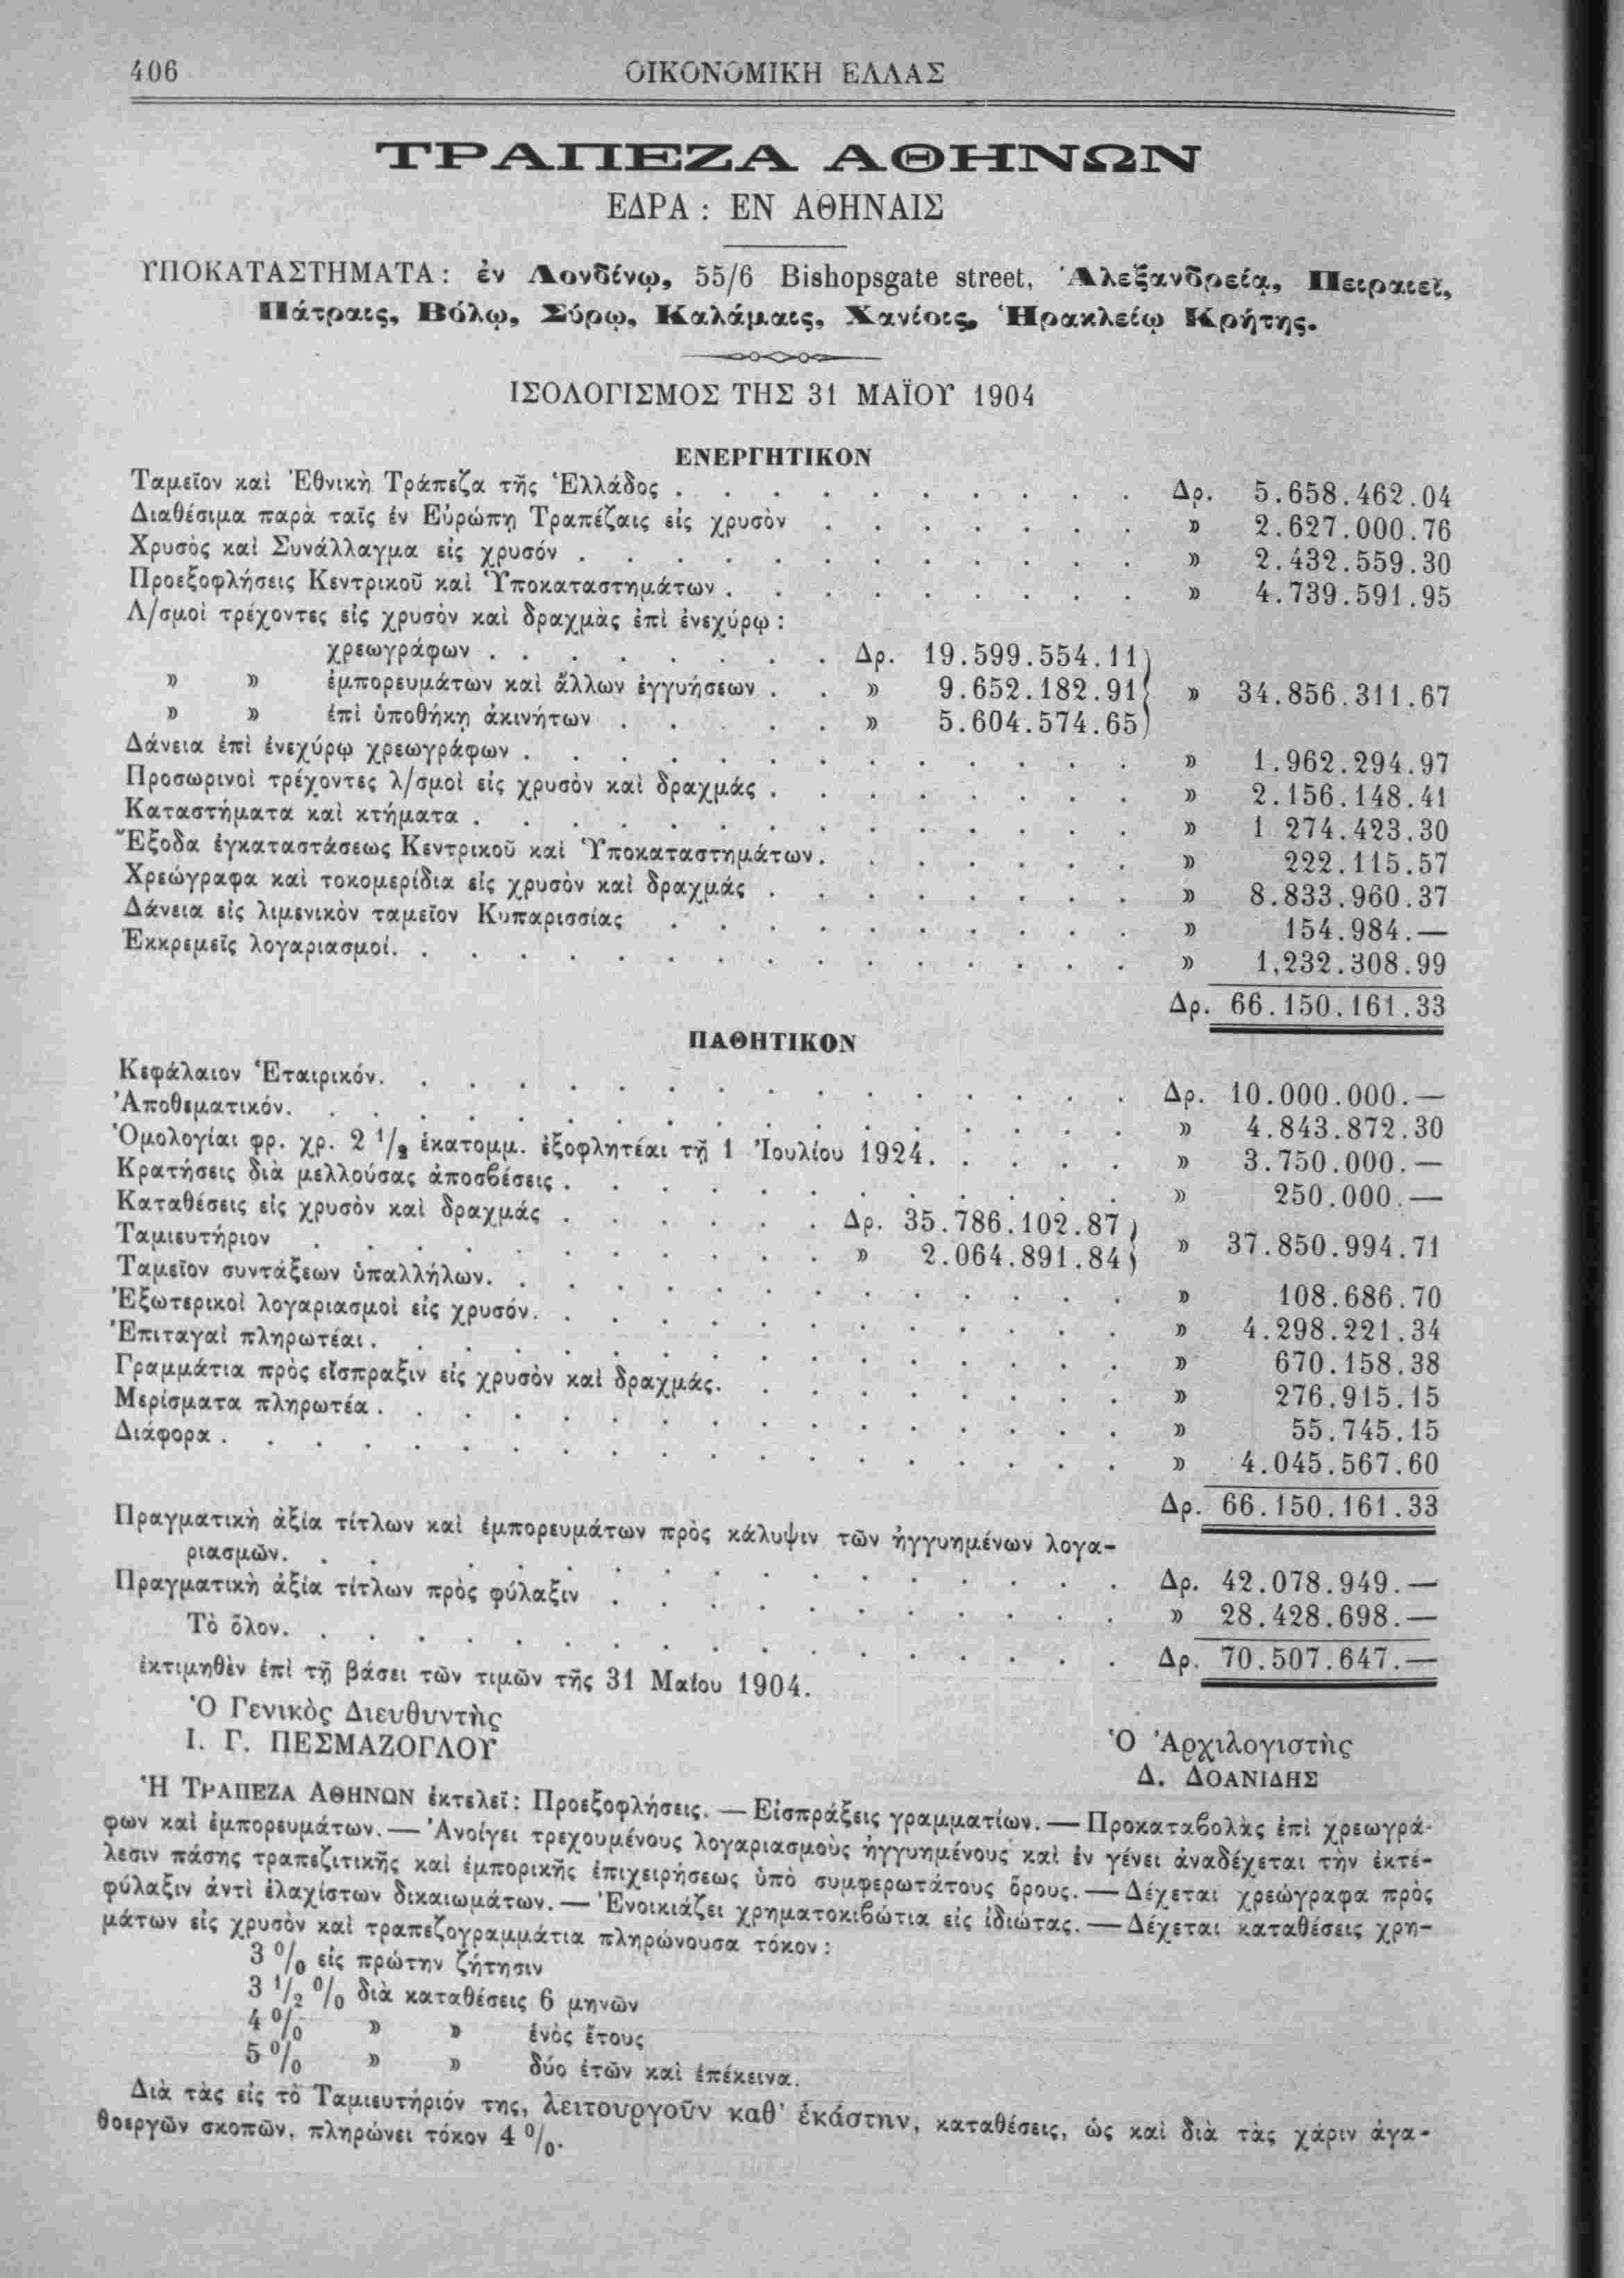 406 ΟΙΚΟΝΟΜΙΚΗ ΕΛΛΑΣ
ΤΡΑΠΕΖΑ ΑΘΗΝΩΝ
ΕΔΡΑ : ΕΝ ΑΘΗΝΑΙΣ
ΥΠΟΚΑΤΑΣΤΗΜΑΤΑ : ἐν Λονδίνῳ, 55/6 Bishopsgate street, Ἀλεξανδρείᾳ, Πειραιεῖ,
Πάτραις, Βόλῳ, Σύρῳ, Καλάμαις, Χανίοις, Ἡρακλείῳ Κρήτης.
ΙΣΟΛΟΓΙΣΜΟΣ ΤΗΣ 31 ΜΑΪΟΥ 1904
ΕΝΕΡΓΗΤΙΚΟΝ
Ταμεῖον καὶ Ἐθνικὴ Τράπεζα τῆς Ἑλλάδος . . . . . . . . . . Δρ. 5.658.462.04
Διαθέσιμα παρὰ ταῖς ἐν Εὐρώπῃ Τραπέζαις εἰς χρυσὸν . . . . . . . » 2.627.000.76
Χρυσὸς καὶ Συνάλλαγμα εἰς χρυσόν . . . . . . . . . . . . » 2.432.559.30
Προεξοφλήσεις Κεντρικοῦ καὶ Ὑποκαταστημάτων . . . . . . . . . » 4.739.591.95
Λ/σμοὶ τρέχοντες εἰς χρυσὸν καὶ δραχμὰς ἐπὶ ἐνεχύρῳ :
χρεωγράφων . . . . . . . . Δρ. 19.599.554.11
» » ἐμπορευμάτων καὶ ἄλλων ἐγγυήσεων . . » 9.652.182.91 » 34.856.311.67
» » ἐπὶ ὑποθήκῃ ἀκινήτων . . . . . » 5.604.574.65
Δάνεια ἐπὶ ἐνεχύρῳ χρεωγράφων . . . . . . . . . . . . . » 1.962.294.97
Προσωρινοὶ τρέχοντες λ/σμοὶ εἰς χρυσὸν καὶ δραχμάς . . . . . . . . » 2.156.148.41
Καταστήματα καὶ κτήματα . . . . . . . . . . . . . . » 1 274.423.30
Ἔξοδα ἐγκαταστάσεως Κεντρικοῦ καὶ Ὑποκαταστημάτων. . . . . . . » 222.115.57
Χρεώγραφα καὶ τοκομερίδια εἰς χρυσὸν καὶ δραχμάς . . . . . . . . » 8.833.960.37
Δάνεια εἰς λιμενικὸν ταμεῖον Κυπαρισσίας . . . . . . . . . . » 154.984.—
Ἐκκρεμεῖς λογαριασμοί. . . . . . . . . . . . . . . . » 1,232.308.99
Δρ. 66.150.161.33
ΠΑΘΗΤΙΚΟΝ
Κεφάλαιον Ἑταιρικόν. . . . . . . . . . . . . . . . Δρ. 10.000.000.—
Ἀποθεματικόν. . . . . . . . . . . . . . . . . . » 4.843.872.30
Ὁμολογίαι φρ. χρ. 2 1/2 ἑκατομμ. ἐξοφλητέαι τῇ 1 Ἰουλίου 1924. . . . . » 3.750.000.—
Κρατήσεις διὰ μελλούσας ἀποσβέσεις . . . . . . . . . . . . » 250.000.—
Καταθέσεις εἰς χρυσὸν καὶ δραχμάς . . . . . . Δρ. 35.786.102.87
Ταμιευτήριον . . . . . . . . . . . » 2.064.891.84 » 37.850.994.71
Ταμεῖον συντάξεων ὑπαλλήλων. . . . . . . . . . . . . . » 108.686.70
Ἐξωτερικοὶ λογαριασμοὶ εἰς χρυσόν. . . . . . . . . . . . . » 4.298.221.34
Ἐπιταγαὶ πληρωτέαι . . . . . . . . . . . . . . . . » 670.158.38
Γραμμάτια πρὸς εἴσπραξιν εἰς χρυσὸν καὶ δραχμάς. . . . . . . . . » 276.915.15
Μερίσματα πληρωτέα . . . . . . . . . . . . . . . . » 55.745.15
Διάφορα . . . . . . . . . . . . . . . . . . . » 4.045.567.60
Δρ. 66.150.161.33
Πραγματικὴ ἀξία τίτλων καὶ ἐμπορευμάτων πρὸς κάλυψιν τῶν ἠγγυημένων λογα-
ριασμῶν. . . . . . . . . . . . . . . . . . Δρ. 42.078.949.—
Πραγματικὴ ἀξία τίτλων πρὸς φύλαξιν . . . . . . . . . . . » 28.428.698.—
Τὸ ὅλον. . . . . . . . . . . . . . . . . . Δρ. 70.507.647.—
ἐκτιμηθὲν ἐπὶ τῇ βάσει τῶν τιμῶν τῆς 31 Μαΐου 1904.
Ὁ Γενικὸς Διευθυντὴς
Ι. Γ. ΠΕΣΜΑΖΟΓΛΟΥ
Ὁ Ἀρχιλογιστὴς
Δ. ΔΟΑΝΙΔΗΣ
Ἡ ΤΡΑΠΕΖΑ ΑΘΗΝΩΝ ἐκτελεῖ : Προεξοφλήσεις. — Εἰσπράξεις γραμματίων. — Προκαταβολὰς ἐπὶ χρεωγρά-
φων καὶ ἐμπορευμάτων. — Ἀνοίγει τρεχουμένους λογαριασμοὺς ἠγγυημένους καὶ ἐν γένει ἀναδέχεται τὴν ἐκτέ-
λεσιν πάσης τραπεζιτικῆς καὶ ἐμπορικῆς ἐπιχειρήσεως ὑπὸ συμφερωτάτους ὅρους. — Δέχεται χρεώγραφα πρὸς
φύλαξιν ἀντὶ ἐλαχίστων δικαιωμάτων. — Ἐνοικιάζει χρηματοκιβώτια εἰς ἰδιώτας. — Δέχεται καταθέσεις χρη-
μάτων εἰς χρυσὸν καὶ τραπεζογραμμάτια πληρώνουσα τόκον :
3 0/0 εἰς πρώτην ζήτησιν
3 1/2 0/0 διὰ καταθέσεις 6 μηνῶν
4 0/0 » » ἑνὸς ἔτους
5 0/0 » » δύο ἐτῶν καὶ ἐπέκεινα.
Διὰ τὰς εἰς τὸ Ταμιευτήριόν της, λειτουργοῦν καθ' ἑκάστην, καταθέσεις, ὡς καὶ διὰ τὰς χάριν ἀγα-
θοεργῶν σκοπῶν, πληρώνει τόκον 4 0/0.